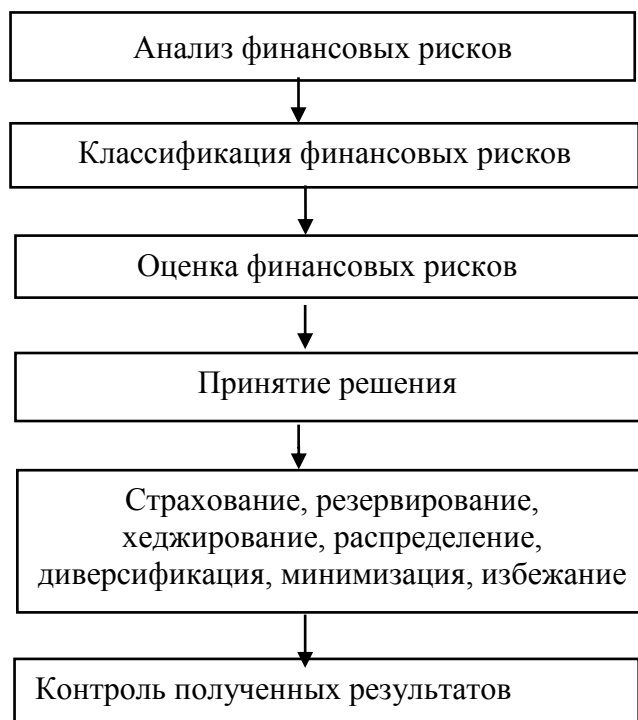 Анализ финансовых рисков
Классификация финансовых рисков
Оценка финансовых рисков
Принятие решения
Страхование, резервирование,
хеджирование, распределение,
диверсификация, минимизация, избежание
Контроль полученных результатов